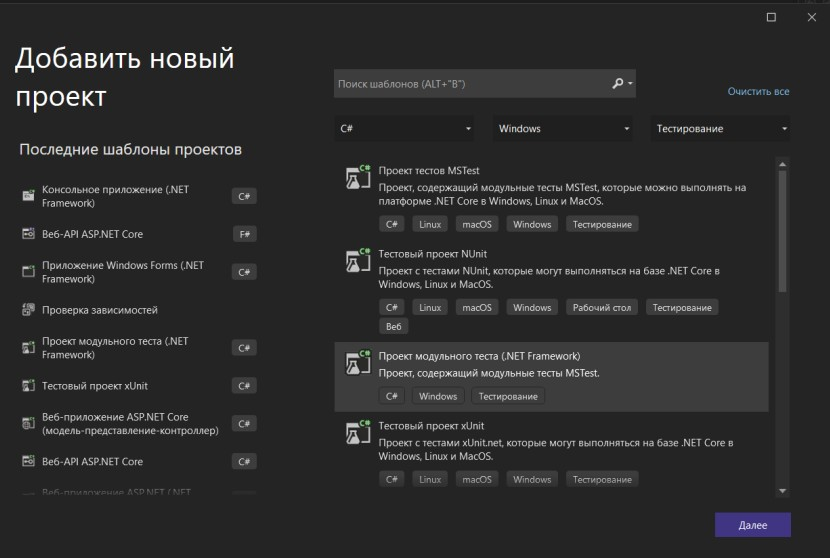 Добавить новый
проект
Последние шаблоны проектов
Консольное приложение (.NET
Framework)
C#
Веб-API ASP.NET Core
F#
Приложение Windows Forms (.NET
Framework)
C#
Проверка зависимостей
Проект модульного теста (.NET
Framework)
C#
Тестовый проект xUnit
C#
Веб-приложение ASP.NET Core
(модель-представление-контроллер)
C#
Веб-API ASP.NET Core
C#
Веб-приложение ASP.NET (.NET
Поиск шаблонов (ALT+"B")
Очистить все
C#
Windows
Тестирование
Проект тестов MSTest
Проект, содержащий модульные тесты MSTest, которые можно выполнять на
платформе .NET Core в Windows, Linux и MacOS.
C# Linux macOS Windows Тестирование
Тестовый проект NUnit
Проект с тестами NUnit, которые могут выполняться на базе .NET Core в
Windows, Linux и MacOS.
C# Linux macOS Windows Рабочий стол Тестирование
Веб
Проект модульного теста (.NET Framework)
Проект, содержащий модульные тесты MSTest.
C# Windows Тестирование
Тестовый проект xUnit
Проект с тестами xUnit.net, которые могут выполняться на базе .NET Core в
Windows, Linux и MacOS.
C# Linux macOS Windows Тестирование
Далее